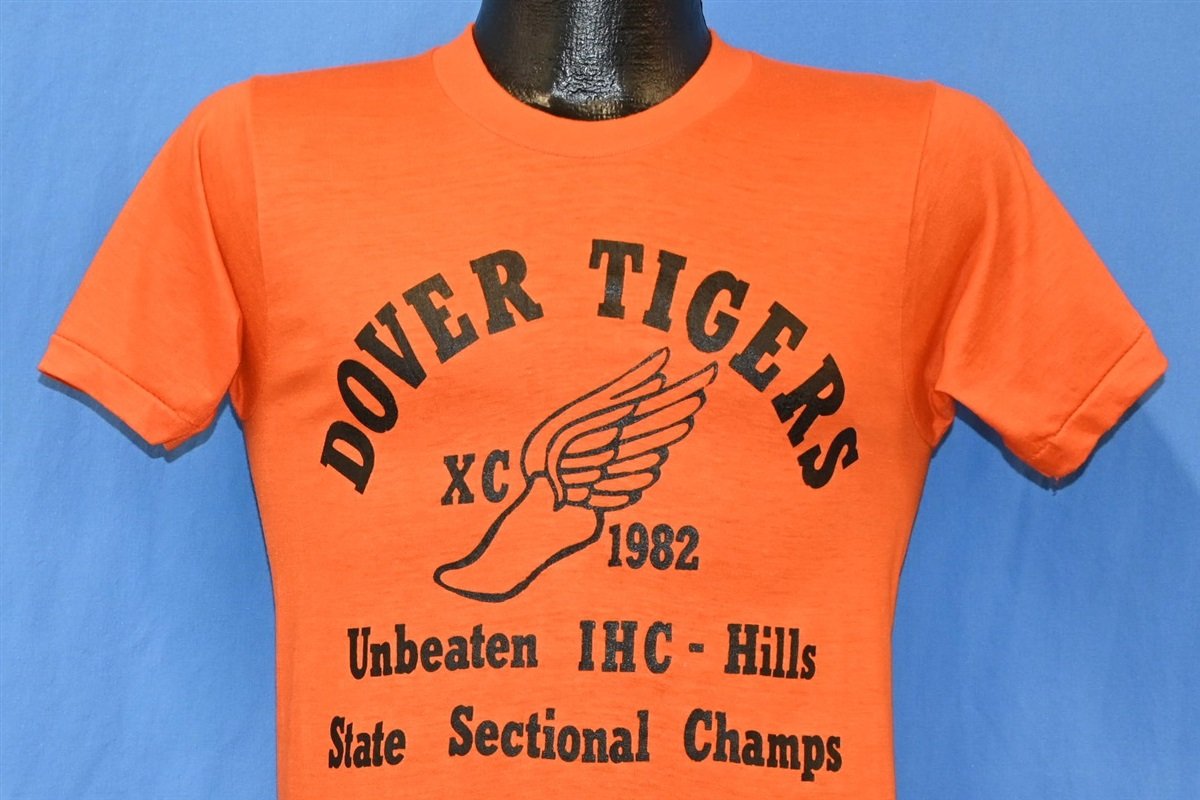 DOVER TIGERS
XC
1982
Unbeaten IHC - Hills
State Sectional Champs